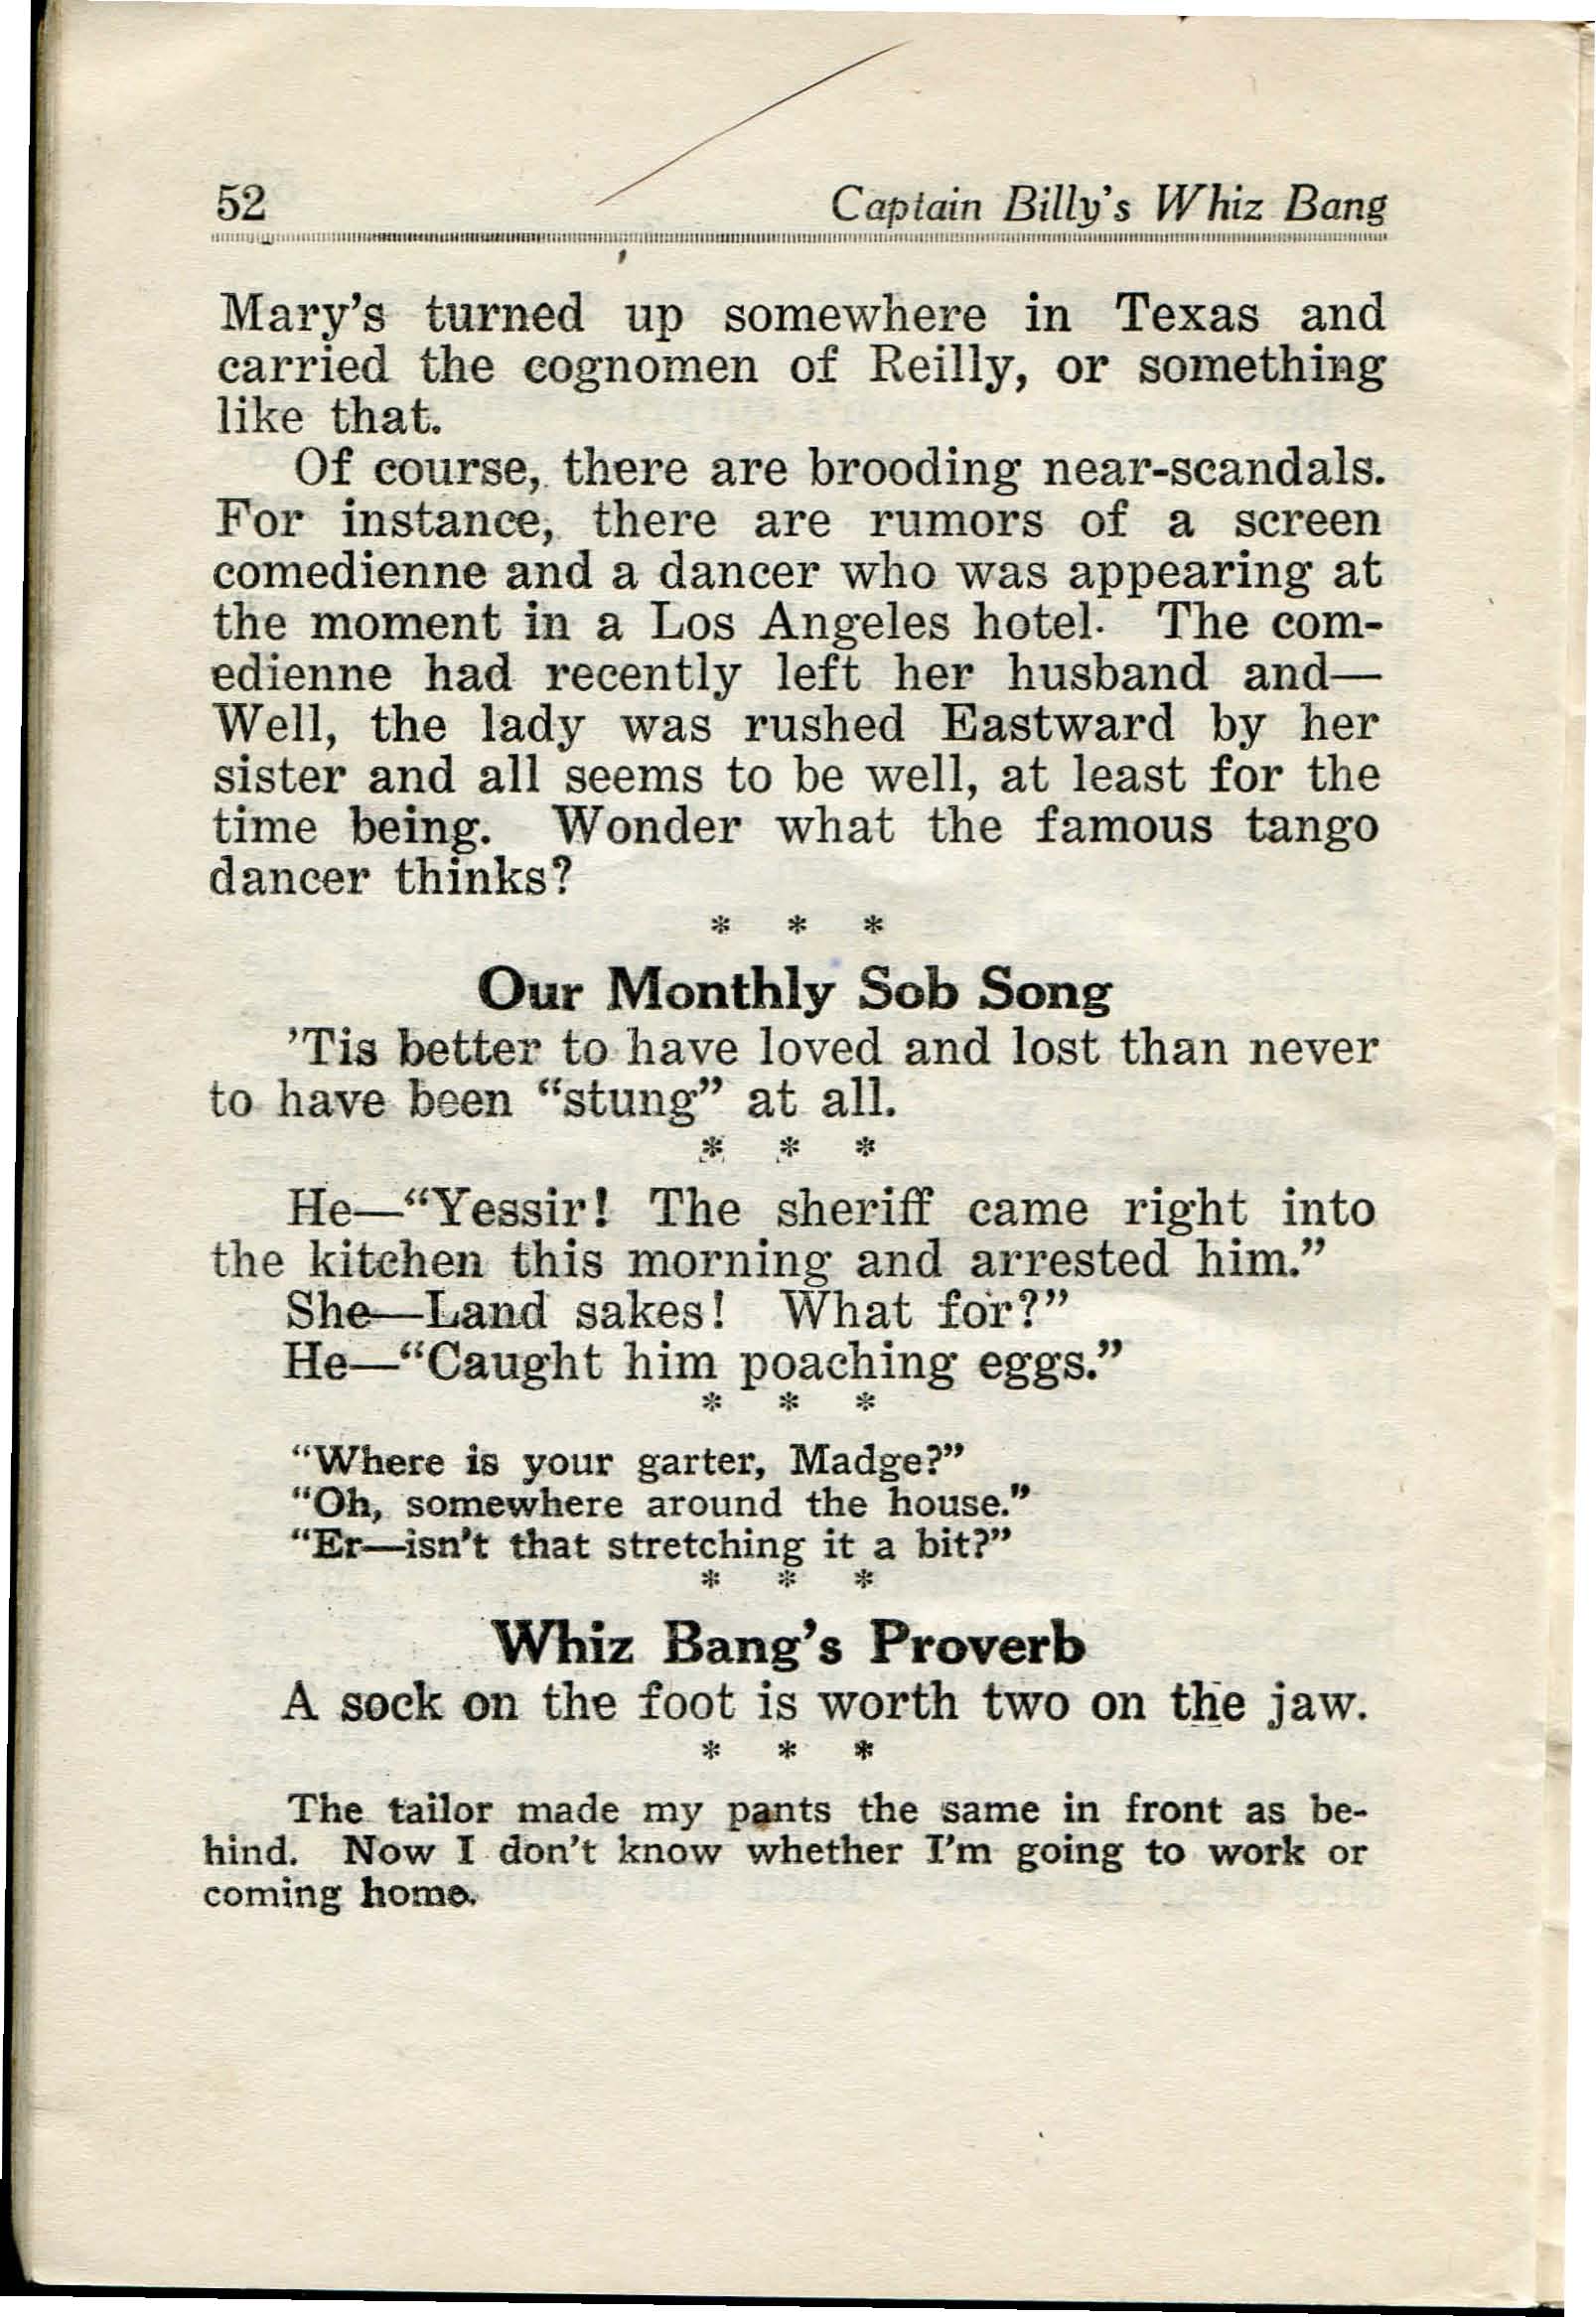 52 Captain Billy's Whiz Bang
Mary's turned up somewhere in Texas and
carried the cognomen of Reilly, or something
like that.
Of course, there are brooding near-scandals.
For instance, there are rumors of a screen
comedienne and a dancer who was appearing at
the moment in a Los Angeles hotel. The com-
edienne had recently left her husband and—
Well, the lady was rushed Eastward by her
sister and all seems to be well, at least for the
time being. Wonder what the famous tango
dancer thinks?
* * *
Our Monthly Sob Song
'Tis better to have loved and lost than never
to have been “stung” at all.
* * *
He—“Yessir! The sheriff came right into
the kitchen this morning and arrested him.”
She—Land sakes! What for?”
He—“Caught him poaching eggs.”
* * *
“Where is your garter, Madge?”
“Oh, somewhere around the house.”
“Er—isn't that stretching it a bit?”
* * *
Whiz Bang's Proverb
A sock on the foot is worth two on the jaw.
* * *
The tailor made my pants the same in front as be-
hind. Now I don't know whether I'm going to work or
coming home.